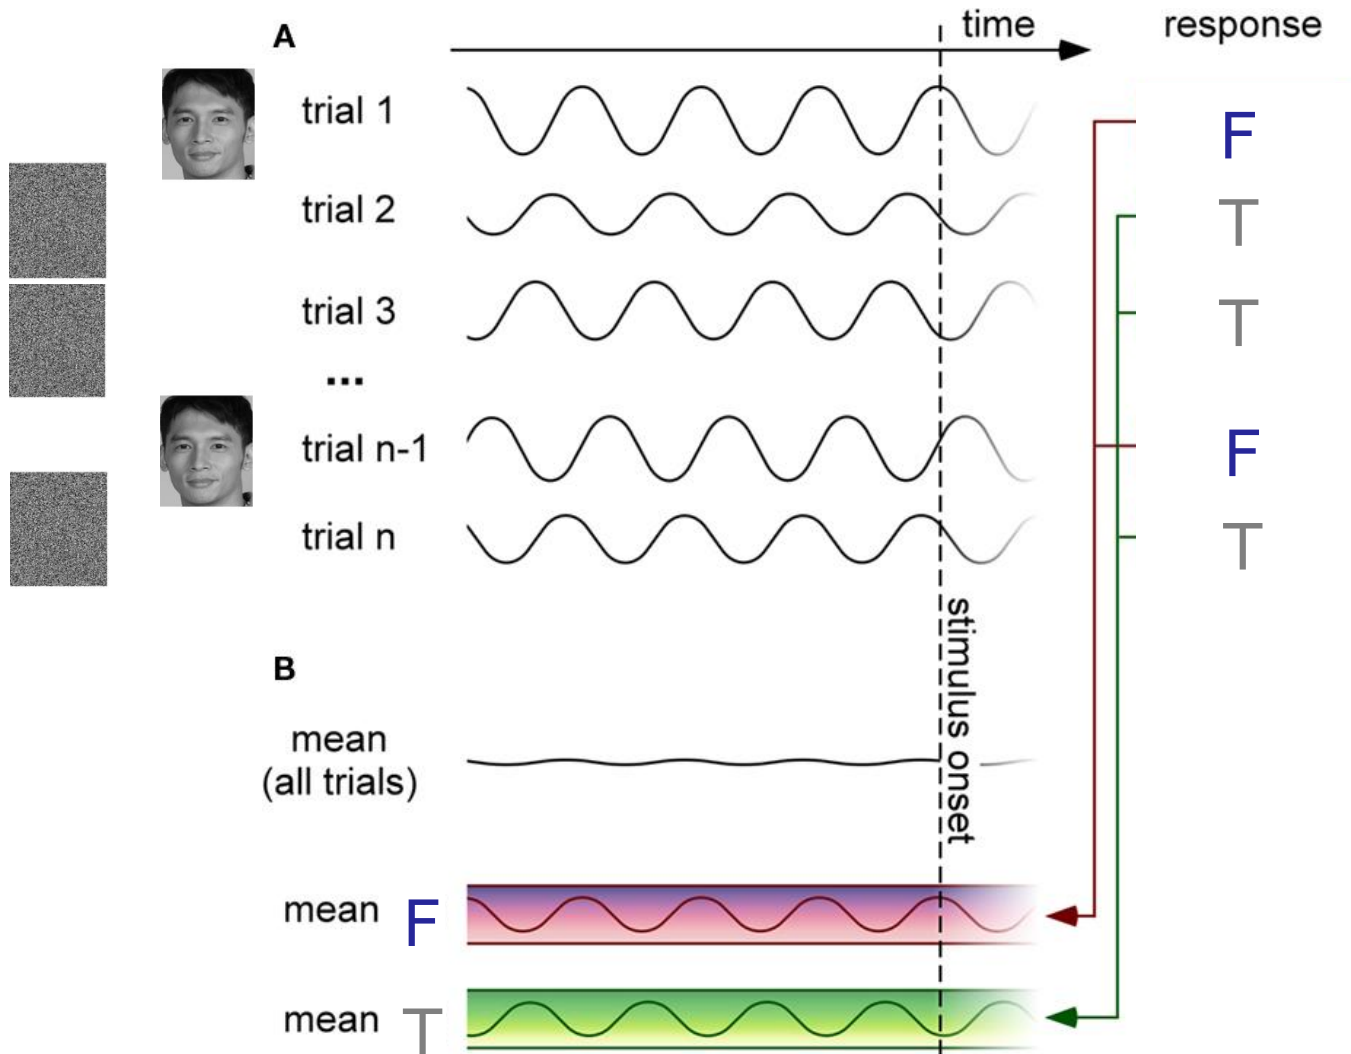 A
time
response
trial 1
F
trial 2
T
trial 3
T
...
trial n-1
F
trial n
T
stimulus onset
B
mean
(all trials)
mean F
mean T